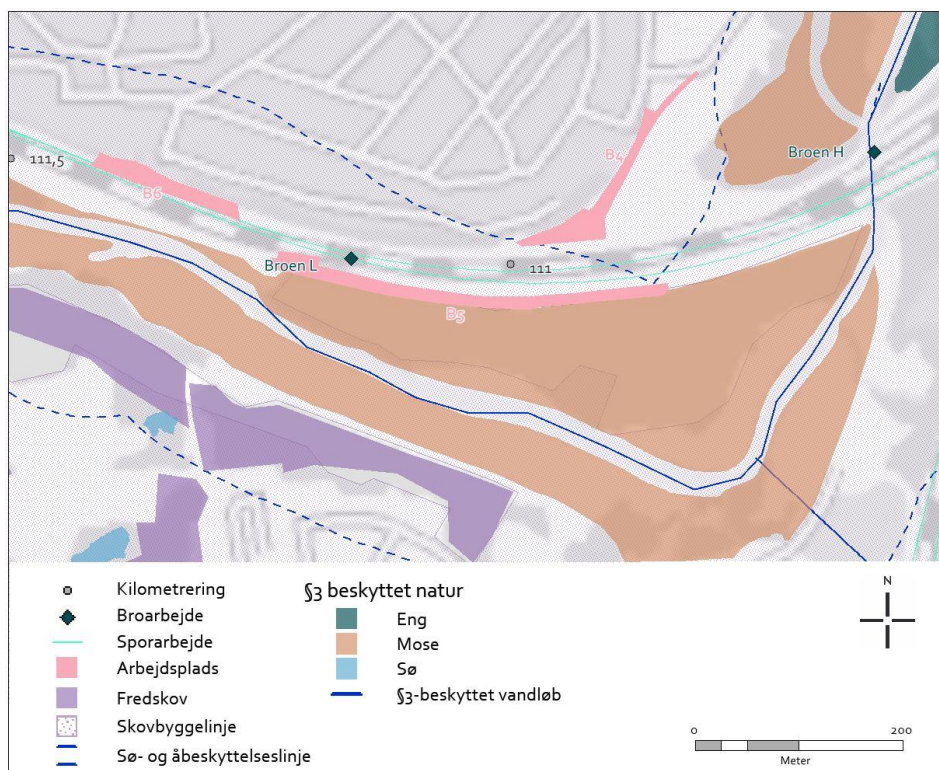 111,5
B6
B4
Broen H
Broen L
111
B5
Kilometrering
Broarbejde
Sporarbejde
Arbejdsplads
Fredskov
Skovbyggelinje
Sø- og åbeskyttelseslinje
§3 beskyttet natur
Eng
Mose
Sø
§3-beskyttet vandløb
N
0 200
Meter